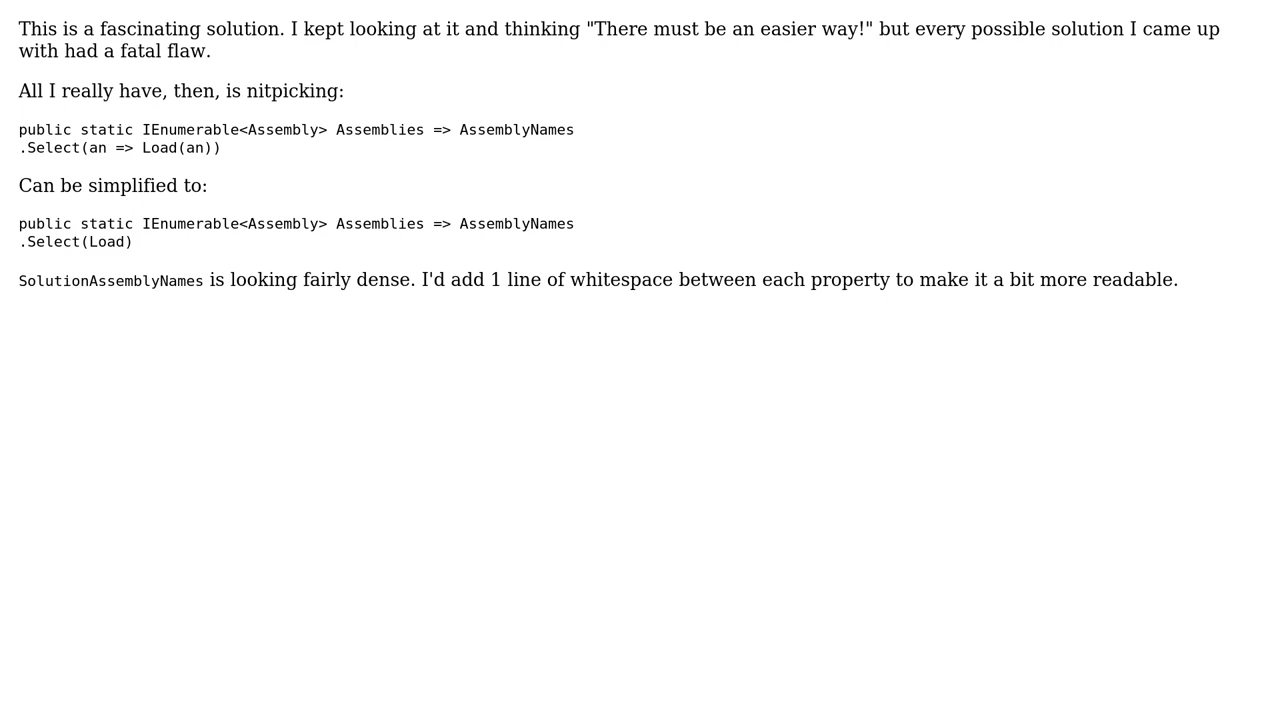 This is a fascinating solution. I kept looking at it and thinking "There must be an easier way!" but every possible solution I came up
with had a fatal flaw.
All I really have, then, is nitpicking:
public static IEnumerable<Assembly> Assemblies => AssemblyNames
.Select(an => Load(an))
Can be simplified to:
public static IEnumerable<Assembly> Assemblies => AssemblyNames
.Select(Load)
SolutionAssemblyNames is looking fairly dense. I'd add 1 line of whitespace between each property to make it a bit more readable.